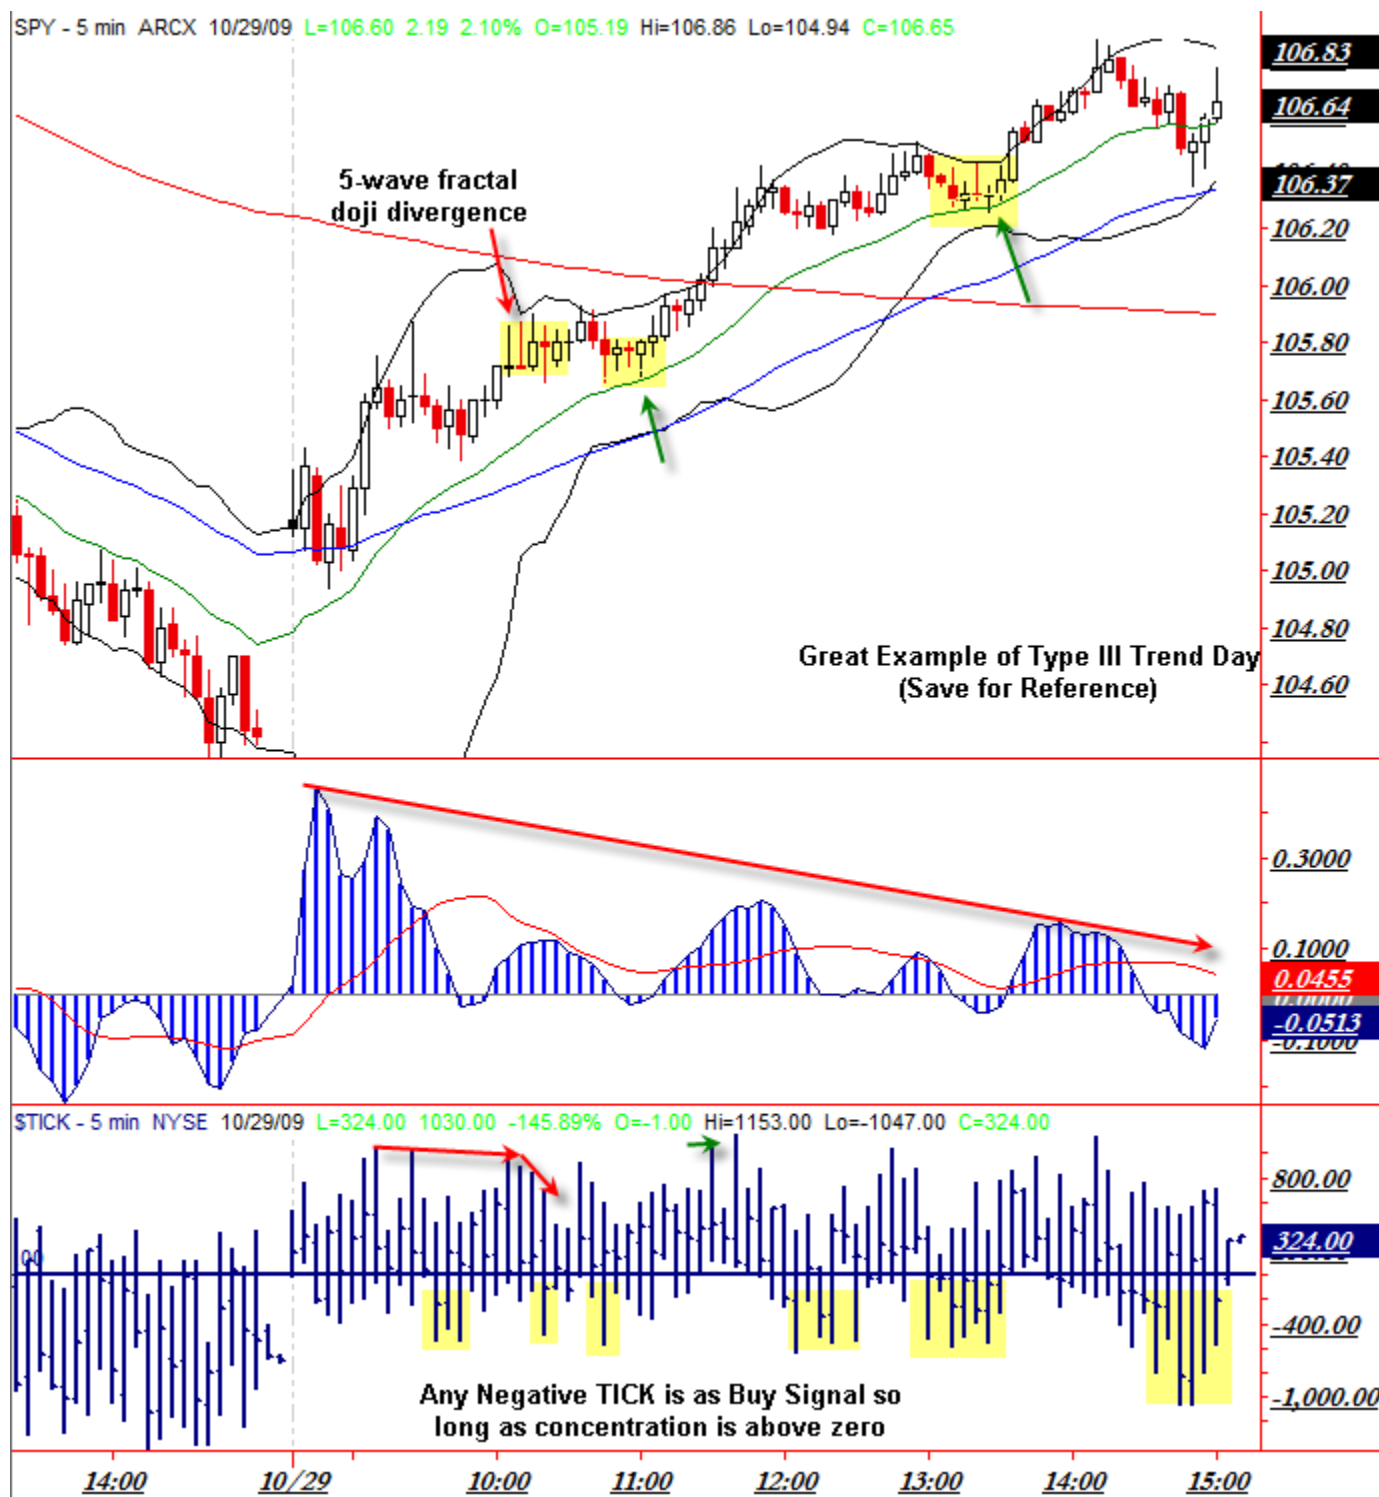 SPY - 5 min ARCX 10/29/09 L=106.60 2.19 2.10% O=105.19 Hi=106.86 Lo=104.94 C=106.65
106.83
106.64
106.37
106.20
106.00
105.80
105.60
105.40
105.20
105.00
104.80
104.60
5-wave fractal
doji divergence
Great Example of Type III Trend Day
(Save for Reference)
0.3000
0.1000
0.0455
0.0000
-0.0513
-0.1000
$TICK - 5 min NYSE 10/29/09 L=324.00 1030.00 -145.89% O=-1.00 Hi=1153.00 Lo=-1047.00 C=324.00
800.00
324.00
-400.00
-1,000.00
Any Negative TICK is as Buy Signal so
long as concentration is above zero
14:00 10/29 10:00 11:00 12:00 13:00 14:00 15:00